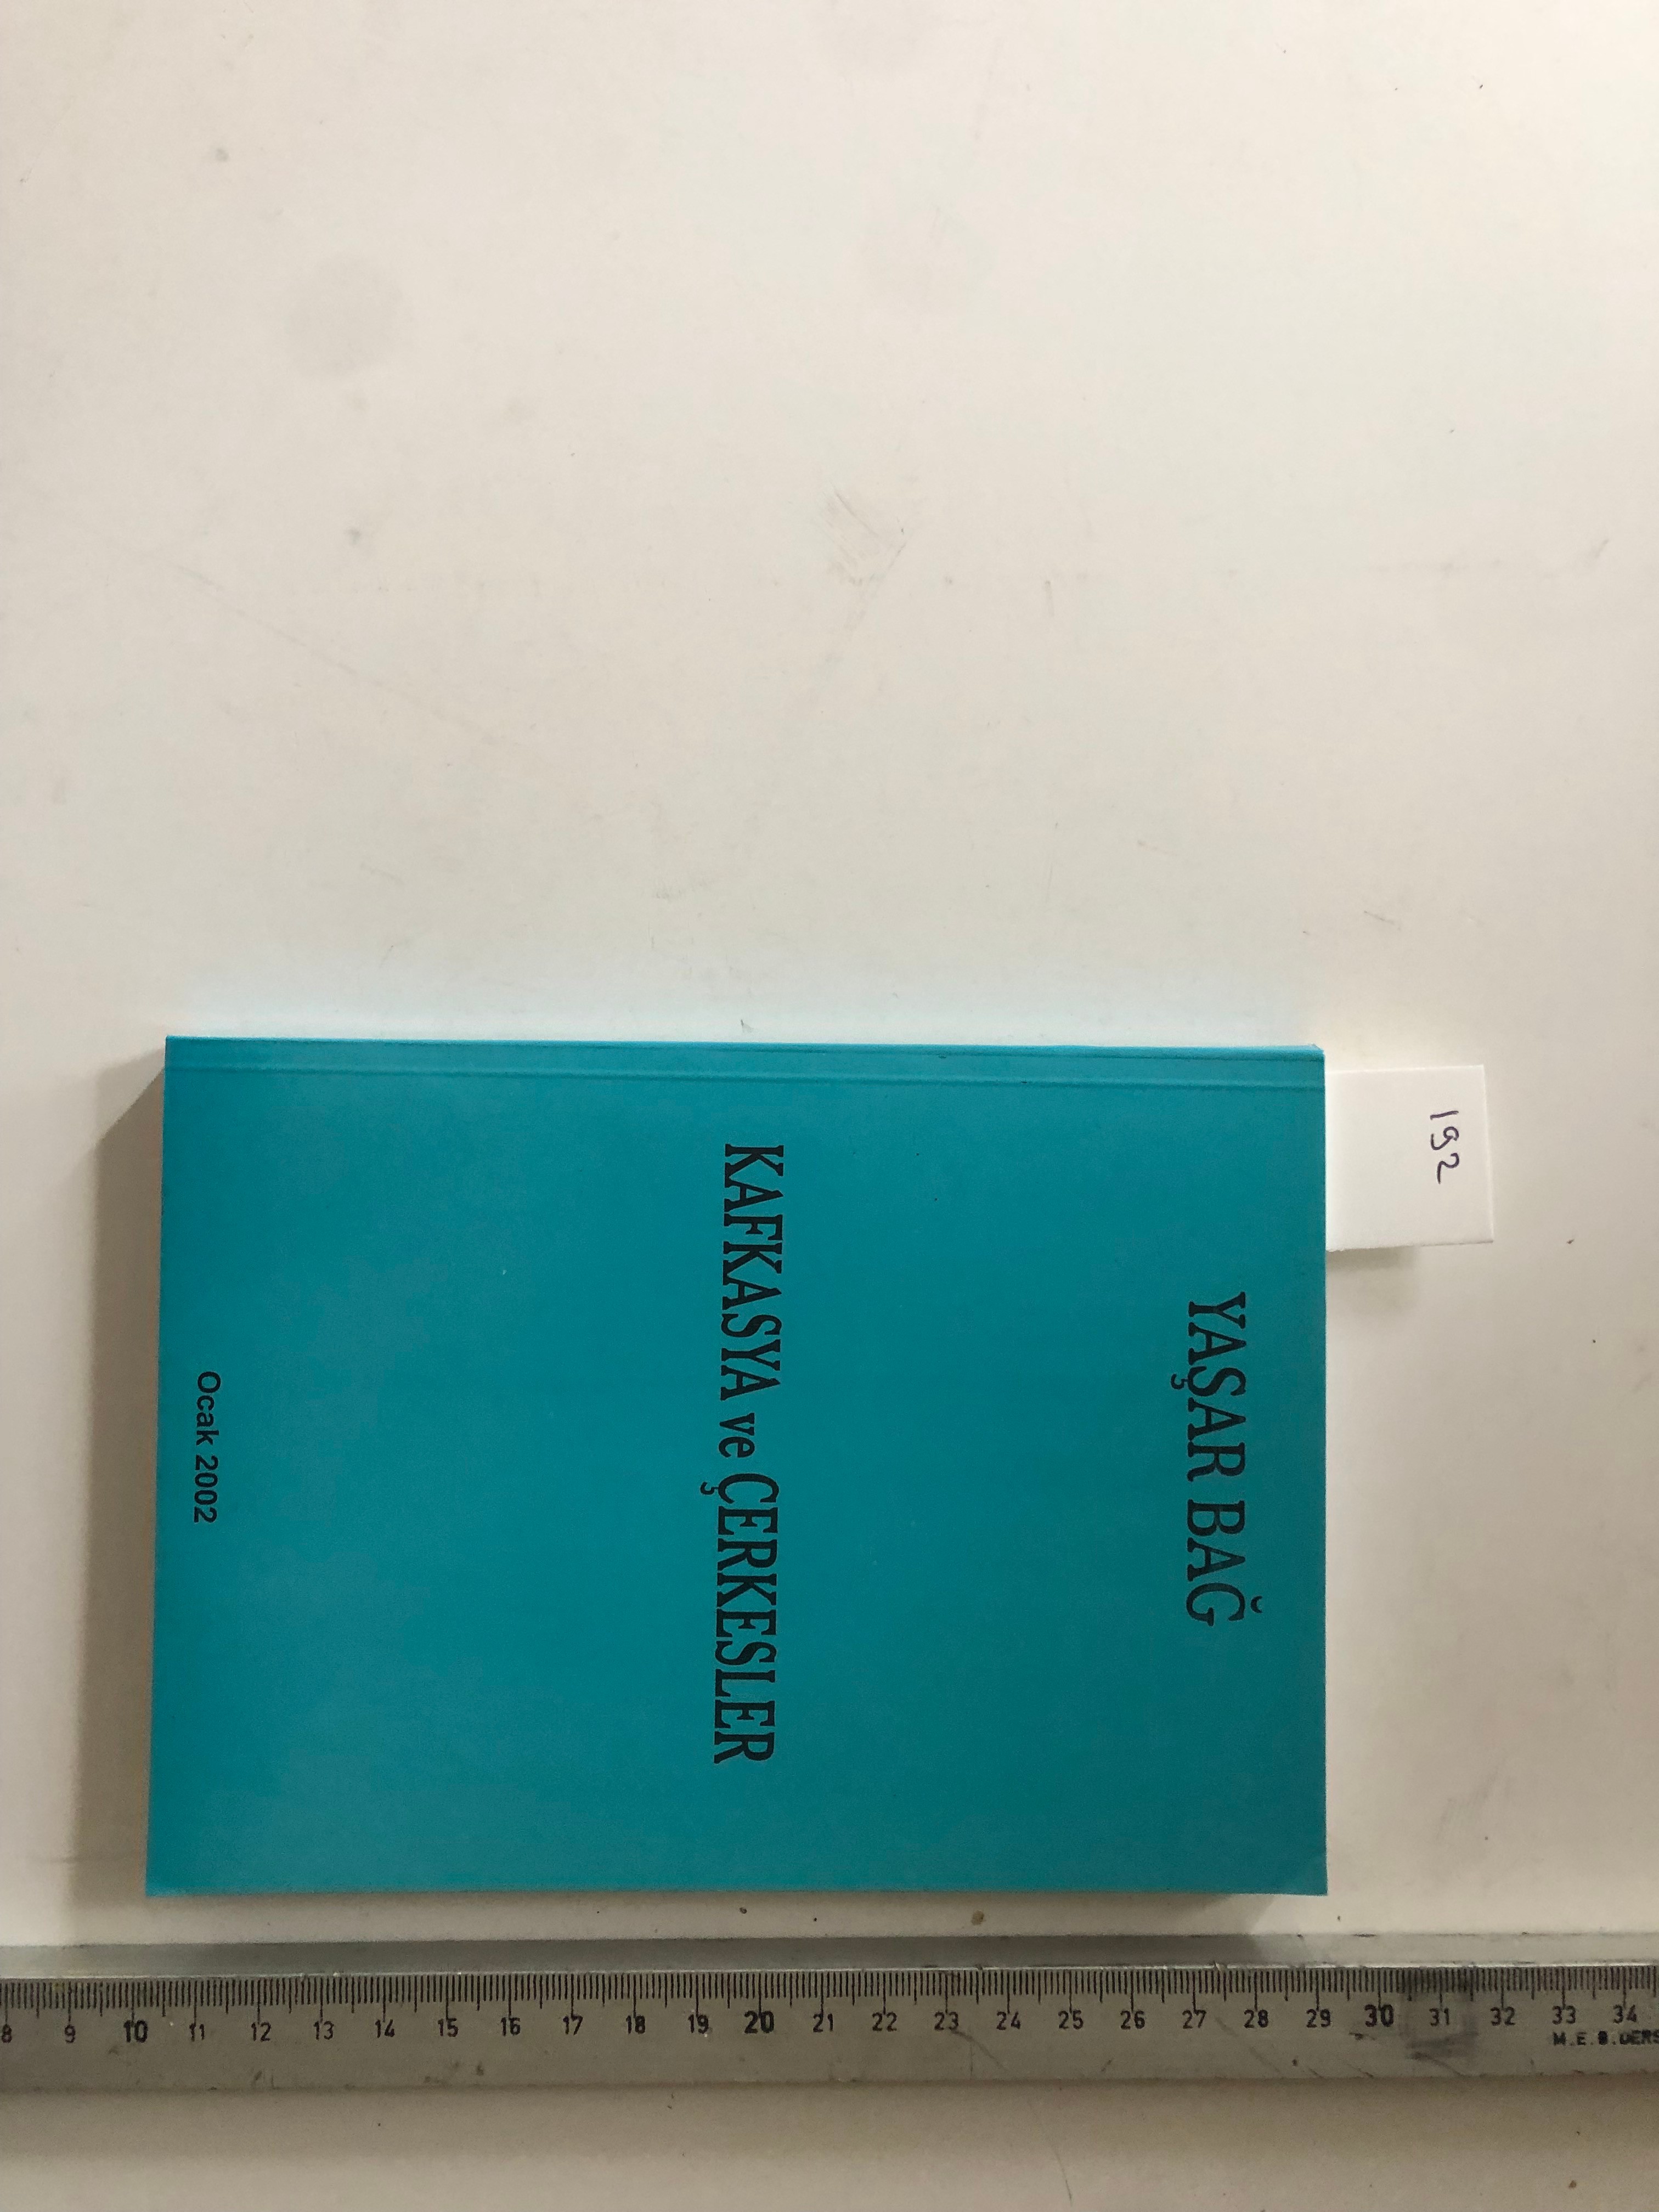 192
YAŞAR BAĞ
KAFKASYA ve ÇERKESLER
Ocak 2002
8 9 10 11 12 13 14 15 16 17 18 19 20 21 22 23 24 25 26 27 28 29 30 31 32 33 34
M.E.B.DERS